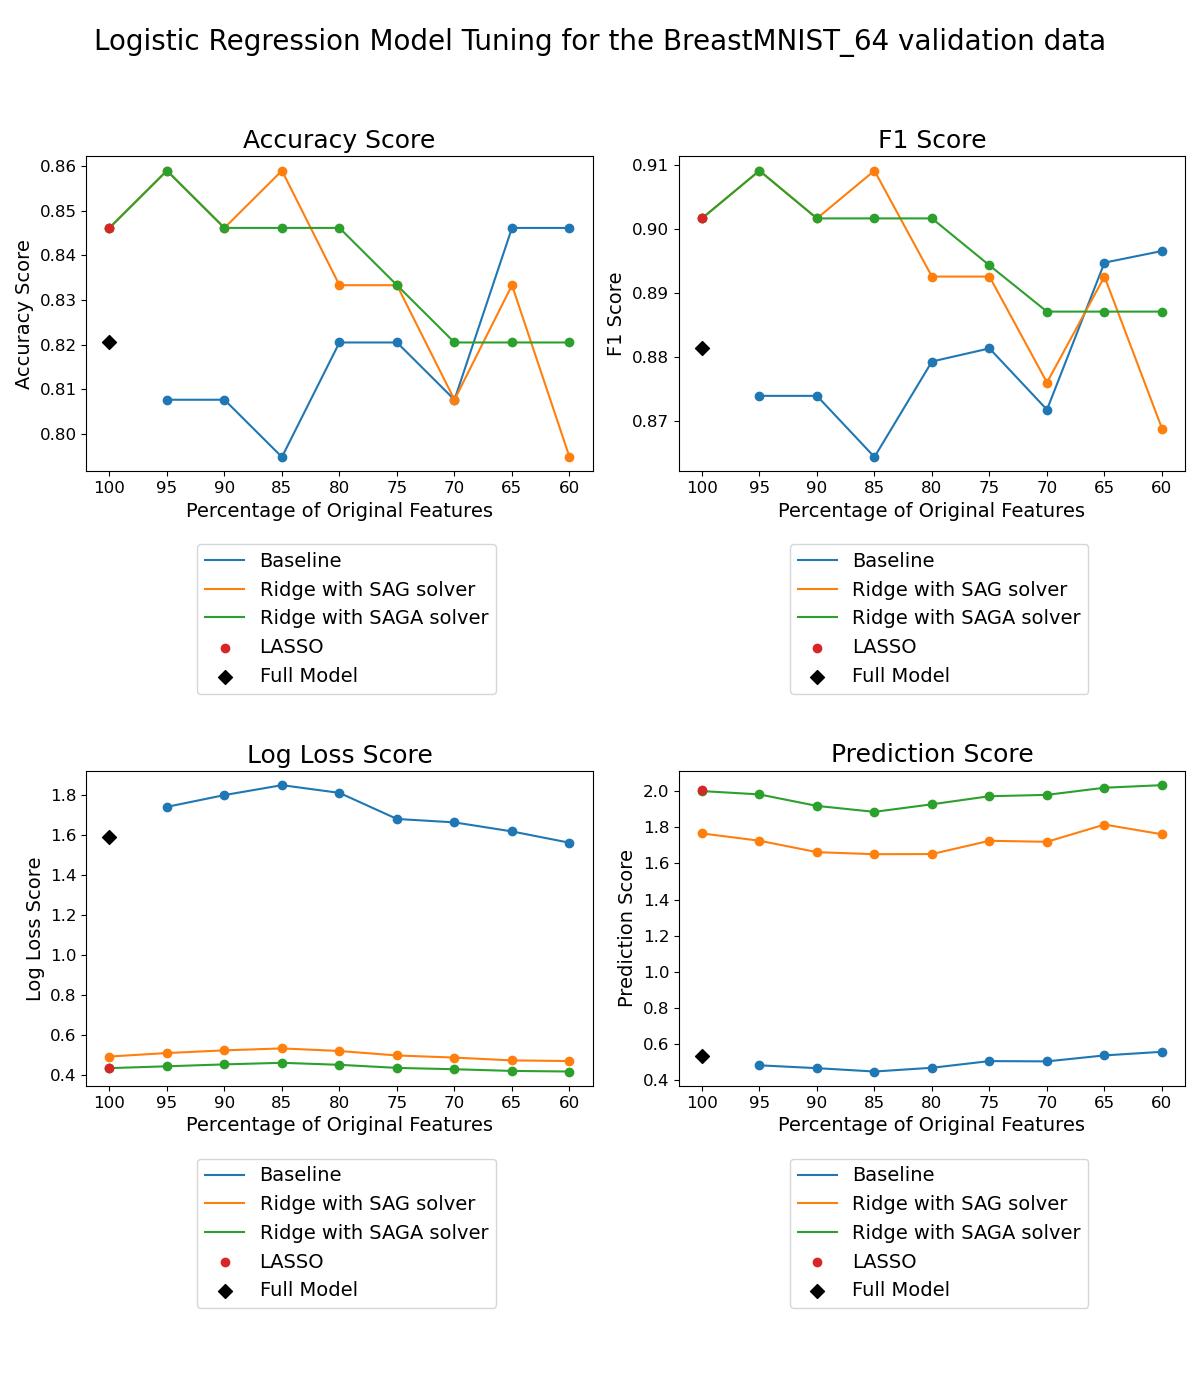 Logistic Regression Model Tuning for the BreastMNIST_64 validation data
Accuracy Score
Accuracy Score
0.86
0.85
0.84
0.83
0.82
0.81
0.80
100 95 90 85 80 75 70 65 60
Percentage of Original Features
Baseline
Ridge with SAG solver
Ridge with SAGA solver
LASSO
Full Model
F1 Score
F1 Score
0.91
0.90
0.89
0.88
0.87
100 95 90 85 80 75 70 65 60
Percentage of Original Features
Baseline
Ridge with SAG solver
Ridge with SAGA solver
LASSO
Full Model
Log Loss Score
Log Loss Score
1.8
1.6
1.4
1.2
1.0
0.8
0.6
0.4
100 95 90 85 80 75 70 65 60
Percentage of Original Features
Baseline
Ridge with SAG solver
Ridge with SAGA solver
LASSO
Full Model
Prediction Score
Prediction Score
2.0
1.8
1.6
1.4
1.2
1.0
0.8
0.6
0.4
100 95 90 85 80 75 70 65 60
Percentage of Original Features
Baseline
Ridge with SAG solver
Ridge with SAGA solver
LASSO
Full Model